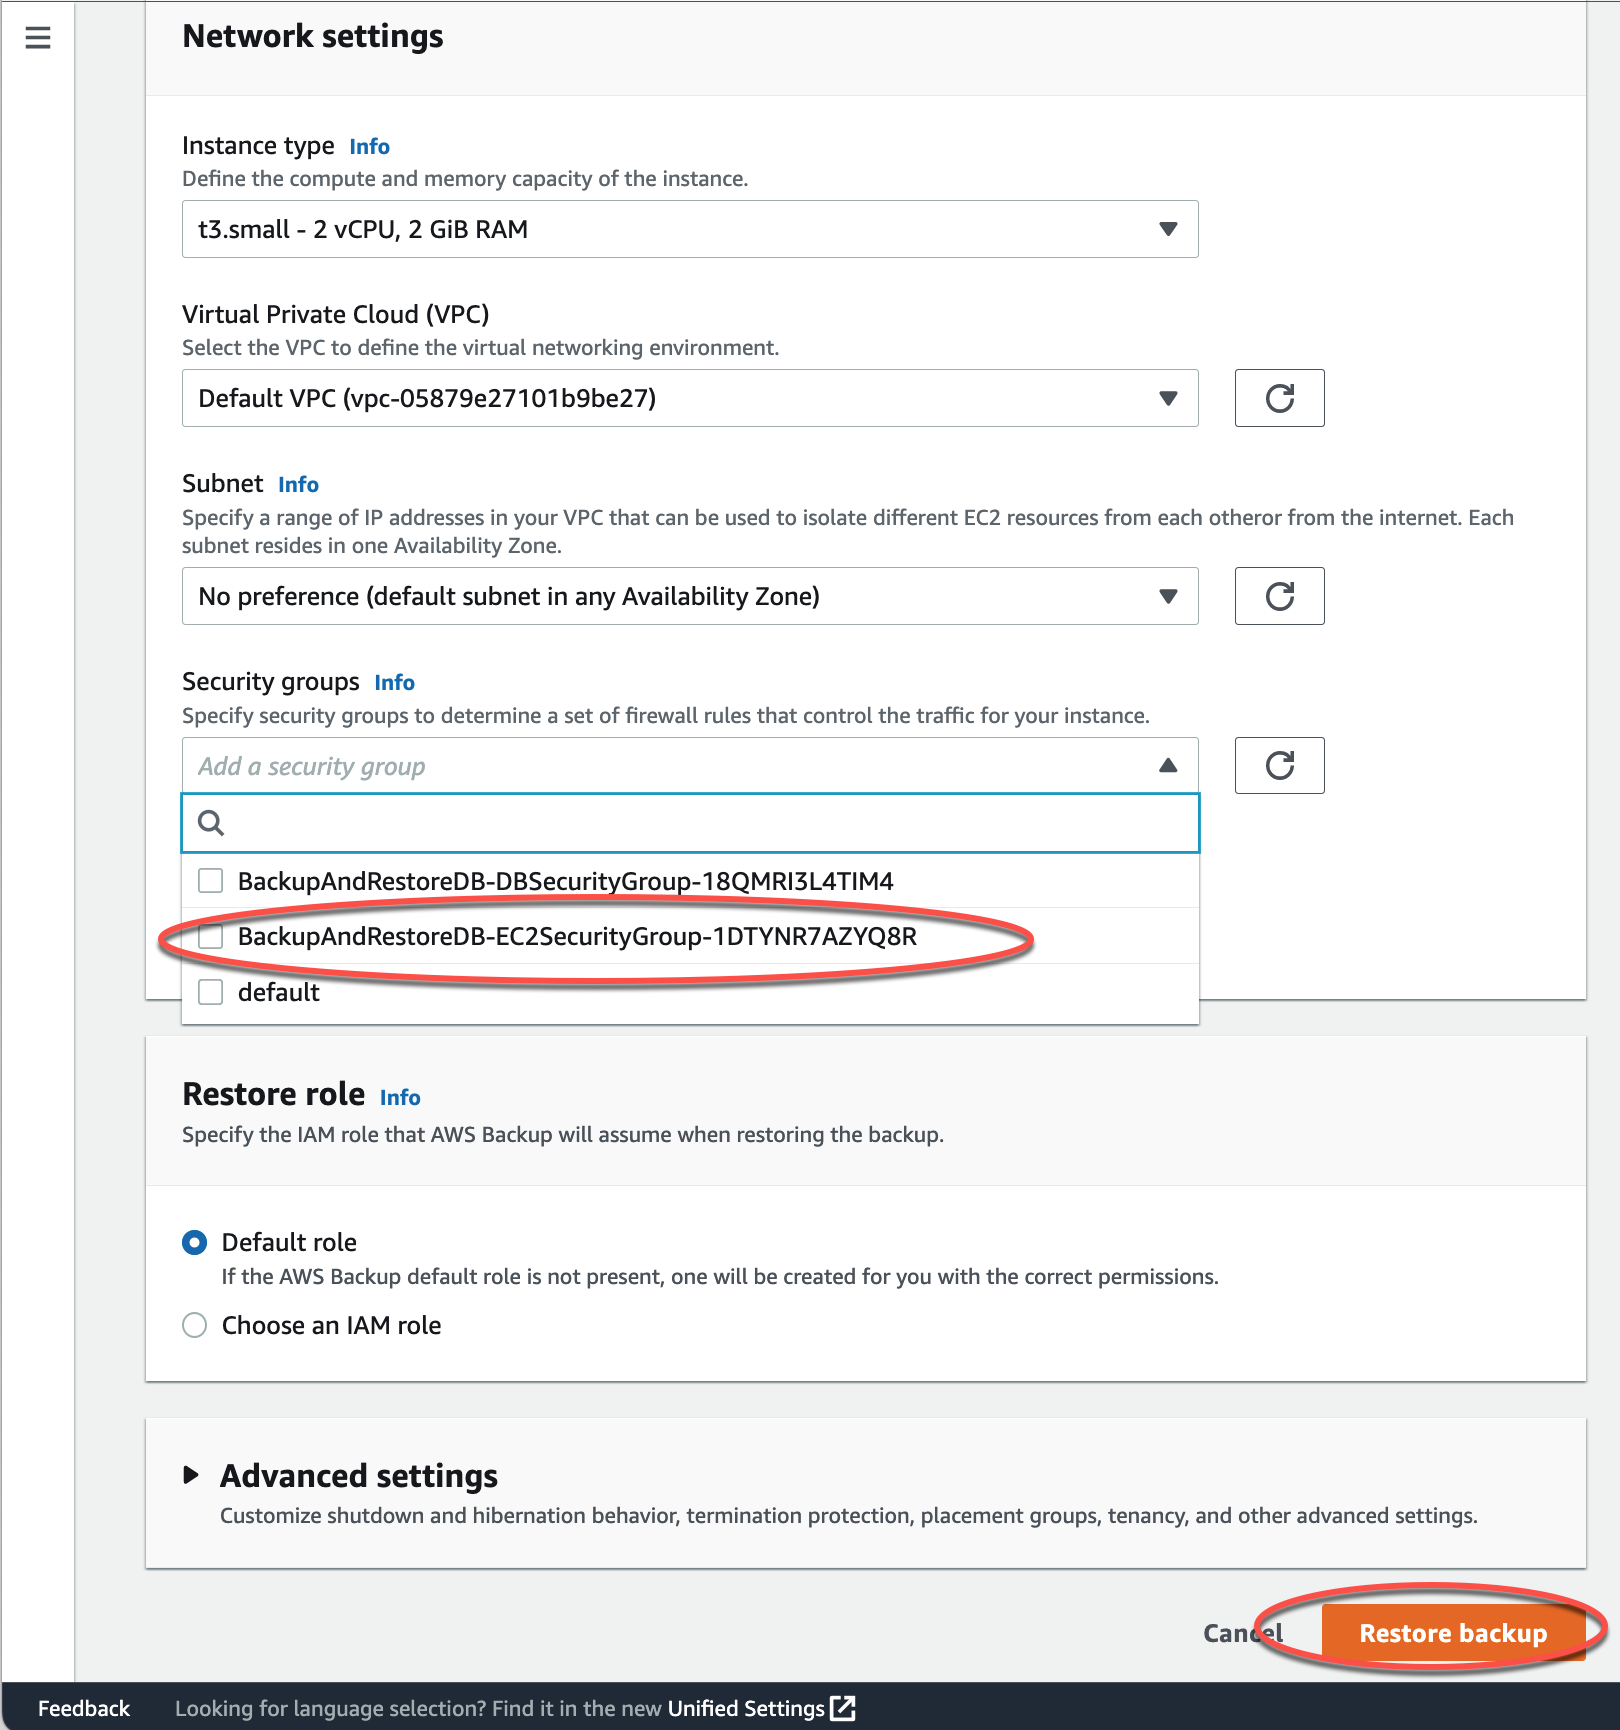 Network settings
Instance type Info
Define the compute and memory capacity of the instance.
t3.small - 2 vCPU, 2 GiB RAM
Virtual Private Cloud (VPC)
Select the VPC to define the virtual networking environment.
Default VPC (vpc-05879e27101b9be27)
Subnet Info
Specify a range of IP addresses in your VPC that can be used to isolate different EC2 resources from each otheror from the internet. Each
subnet resides in one Availability Zone.
No preference (default subnet in any Availability Zone)
Security groups Info
Specify security groups to determine a set of firewall rules that control the traffic for your instance.
Add a security group
BackupAndRestoreDB-DBSecurityGroup-18QMRI3L4TIM4
BackupAndRestoreDB-EC2SecurityGroup-1DTYNR7AZYQ8R
default
Restore role Info
Specify the IAM role that AWS Backup will assume when restoring the backup.
Default role
If the AWS Backup default role is not present, one will be created for you with the correct permissions.
Choose an IAM role
Advanced settings
Customize shutdown and hibernation behavior, termination protection, placement groups, tenancy, and other advanced settings.
Cancel Restore backup
Feedback Looking for language selection? Find it in the new Unified Settings